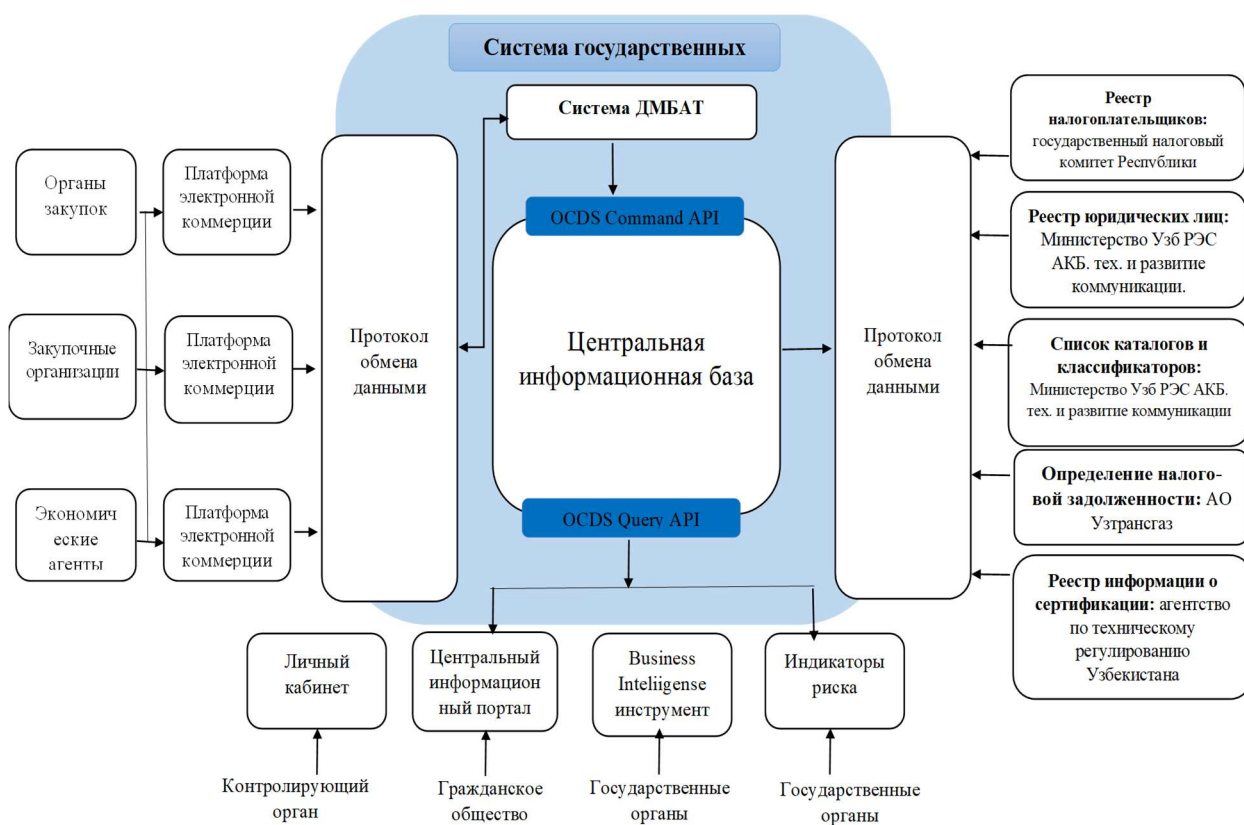 Система государственных
Система ДМБАТ
OCDS Command API
Центральная
информационная база
OCDS Query API
Органы
закупок
Платформа
электронной
коммерции
Закупочные
организации
Платформа
электронной
коммерции
Экономич
еские
агенты
Платформа
электронной
коммерции
Протокол
обмена
данными
Протокол
обмена
данными
Реестр
налогоплательщиков:
государственный налоговый
комитет Республики
Реестр юридических лиц:
Министерство Узб РЭС
АКБ. тех. и развитие
коммуникации.
Список каталогов и
классификаторов:
Министерство Узб РЭС АКБ.
тех. и развитие коммуникации
Определение налого-
вой задолженности: АО
Узтрансгаз
Реестр информации о
сертификации: агентство
по техническому
регулированию
Узбекистана
Личный
кабинет
Центральный
информацион
ный портал
Business
Inteliigense
инструмент
Индикаторы
риска
Контролирующий
орган
Гражданское
общество
Государственные
органы
Государственные
органы